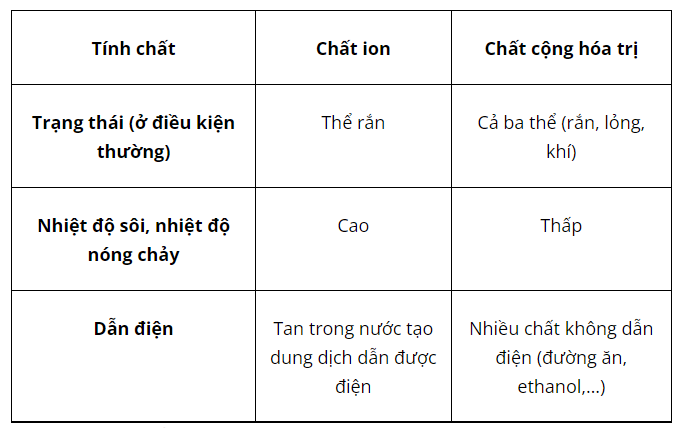 Tính chất
Chất ion
Chất cộng hóa trị
Trạng thái (ở điều kiện
thường)
Thể rắn
Cả ba thể (rắn, lỏng,
khí)
Nhiệt độ sôi, nhiệt độ
nóng chảy
Cao
Thấp
Dẫn điện
Tan trong nước tạo
dung dịch dẫn được
điện
Nhiều chất không dẫn
điện (đường ăn,
ethanol,...)